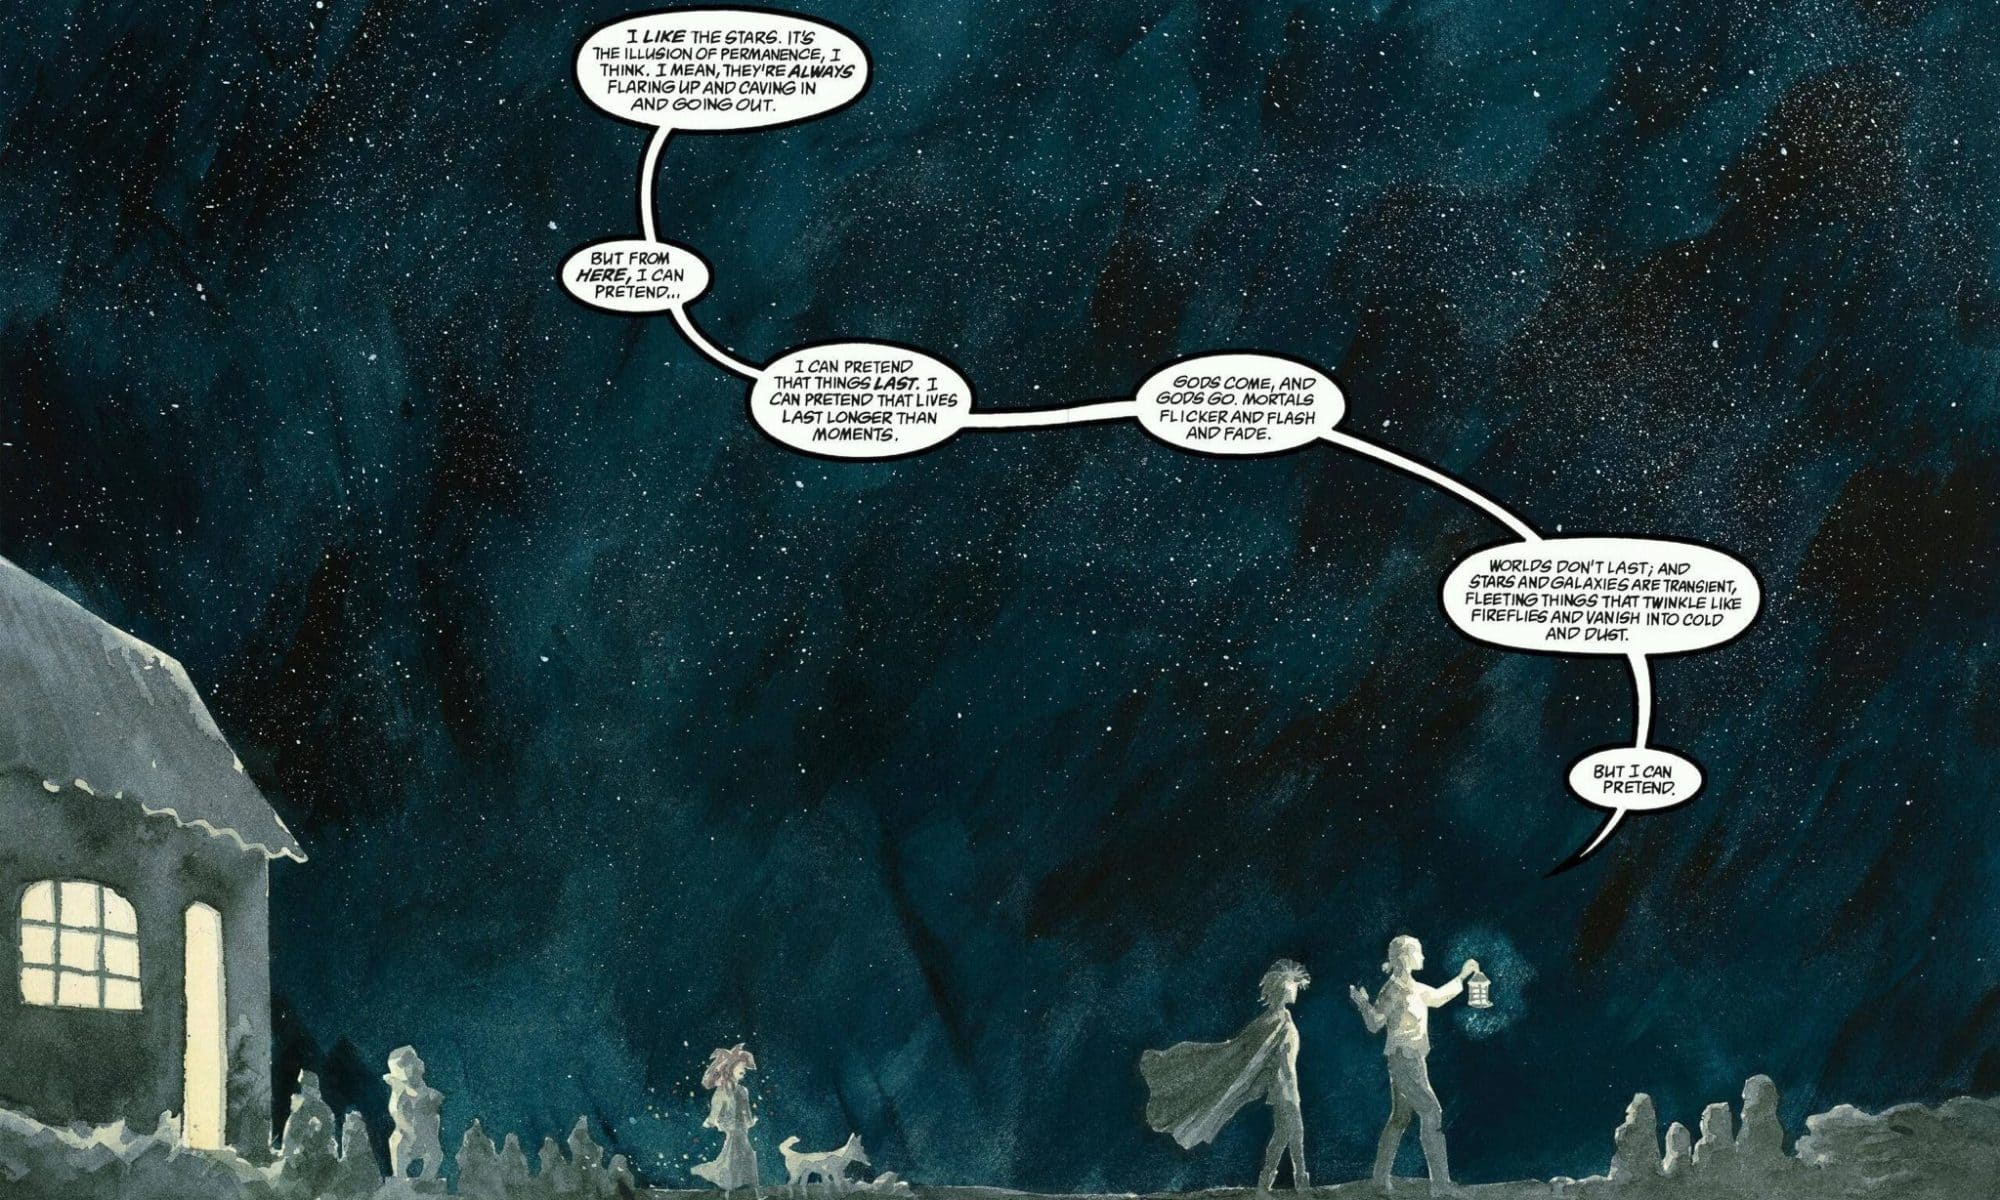 I LIKE THE STARS. IT'S
THE ILLUSION OF PERMANENCE, I
THINK. I MEAN, THEY'RE ALWAYS
FLARING UP AND CAVING IN
AND GOING OUT.
BUT FROM
HERE, I CAN
PRETEND...
I CAN PRETEND
THAT THINGS LAST. I
CAN PRETEND THAT LIVES
LAST LONGER THAN
MOMENTS.
GODS COME, AND
GODS GO. MORTALS
FLICKER AND FLASH
AND FADE.
WORLDS DON'T LAST; AND
STARS AND GALAXIES ARE TRANSIENT,
FLEETING THINGS THAT TWINKLE LIKE
FIREFLIES AND VANISH INTO COLD
AND DUST.
BUT I CAN
PRETEND.